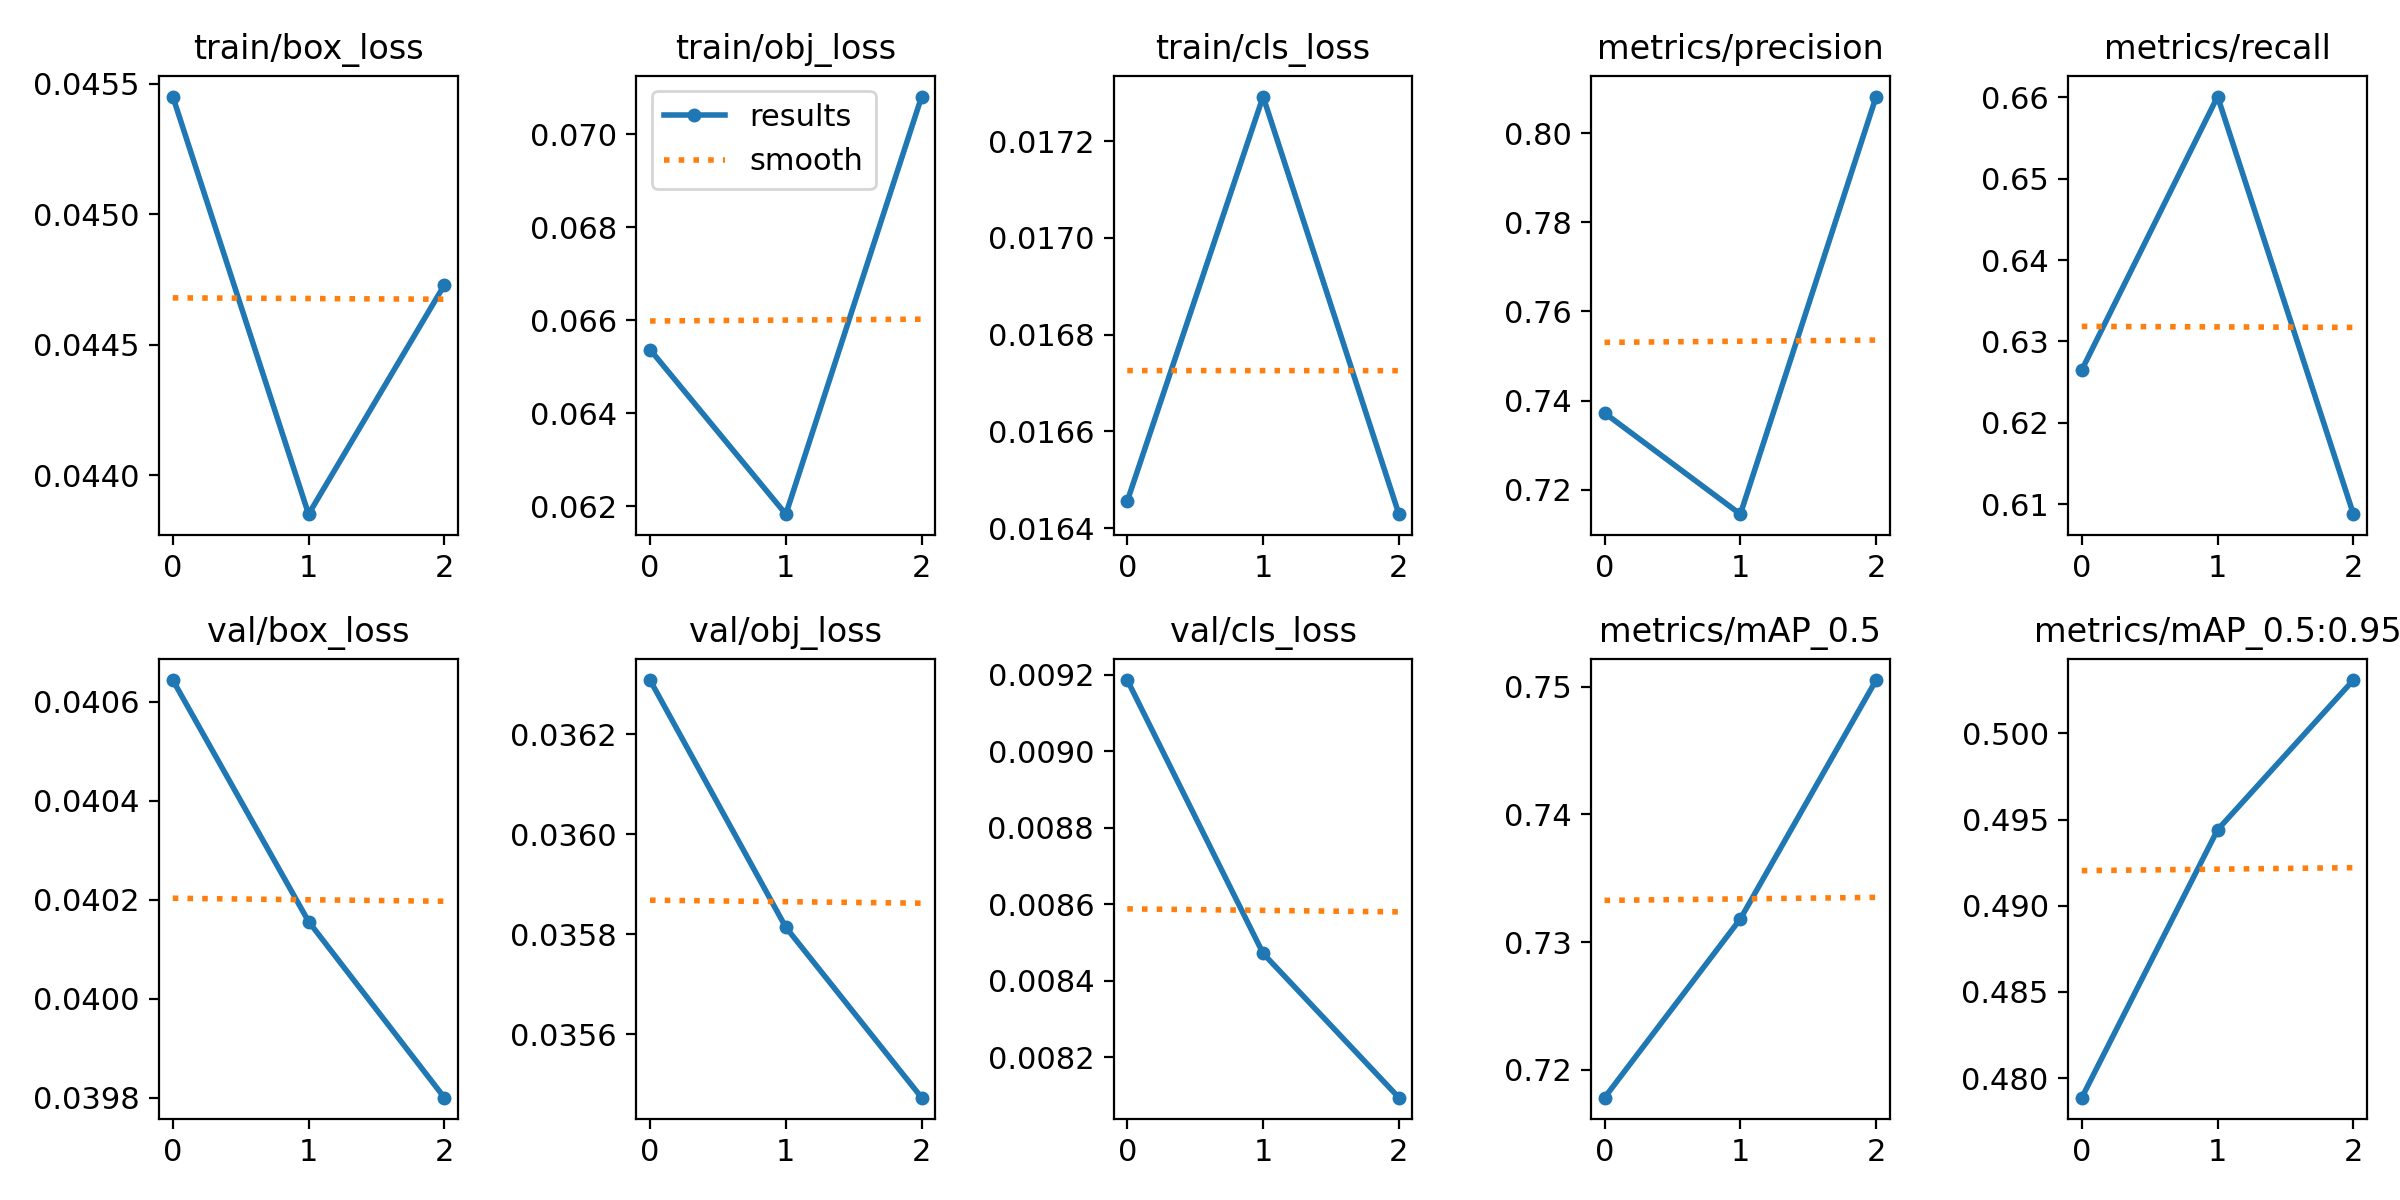 train/box_loss
0.0455
0.0450
0.0445
0.0440
0 1 2
train/obj_loss
results
smooth
0.070
0.068
0.066
0.064
0.062
0 1 2
train/cls_loss
0.0172
0.0170
0.0168
0.0166
0.0164
0 1 2
metrics/precision
0.80
0.78
0.76
0.74
0.72
0 1 2
metrics/recall
0.66
0.65
0.64
0.63
0.62
0.61
0 1 2
val/box_loss
0.0406
0.0404
0.0402
0.0400
0.0398
0 1 2
val/obj_loss
0.0362
0.0360
0.0358
0.0356
0 1 2
val/cls_loss
0.0092
0.0090
0.0088
0.0086
0.0084
0.0082
0 1 2
metrics/mAP_0.5
0.75
0.74
0.73
0.72
0 1 2
metrics/mAP_0.5:0.95
0.500
0.495
0.490
0.485
0.480
0 1 2